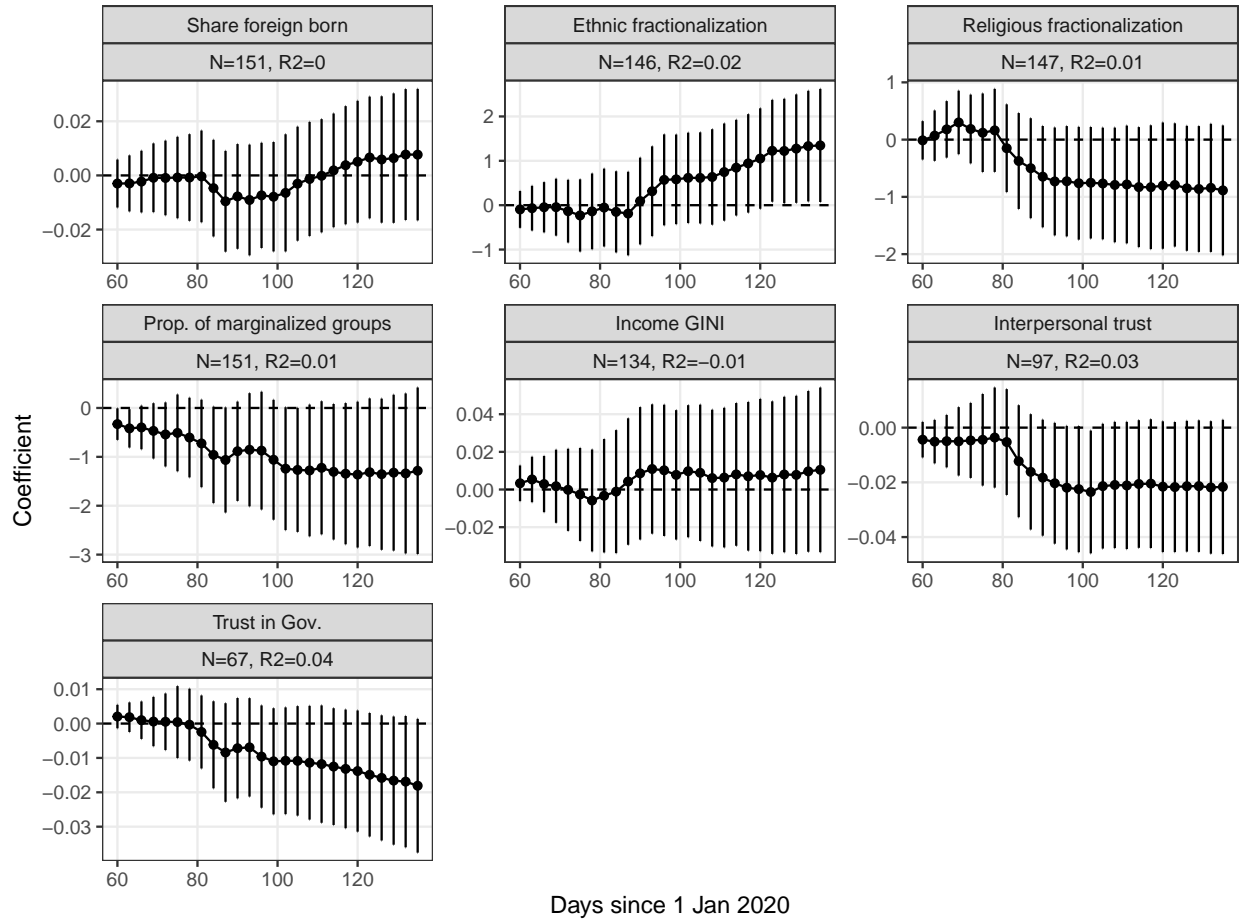 Share foreign born
N=151, R2=0
0.02
0.00
−0.02
60 80 100 120
Ethnic fractionalization
N=146, R2=0.02
2
1
0
−1
60 80 100 120
Religious fractionalization
N=147, R2=0.01
1
0
−1
−2
60 80 100 120
Prop. of marginalized groups
N=151, R2=0.01
0
−1
−2
−3
60 80 100 120
Income GINI
N=134, R2=−0.01
0.04
0.02
0.00
−0.02
60 80 100 120
Interpersonal trust
N=97, R2=0.03
0.00
−0.02
−0.04
60 80 100 120
Trust in Gov.
N=67, R2=0.04
0.01
0.00
−0.01
−0.02
−0.03
60 80 100 120
Coefficient
Days since 1 Jan 2020